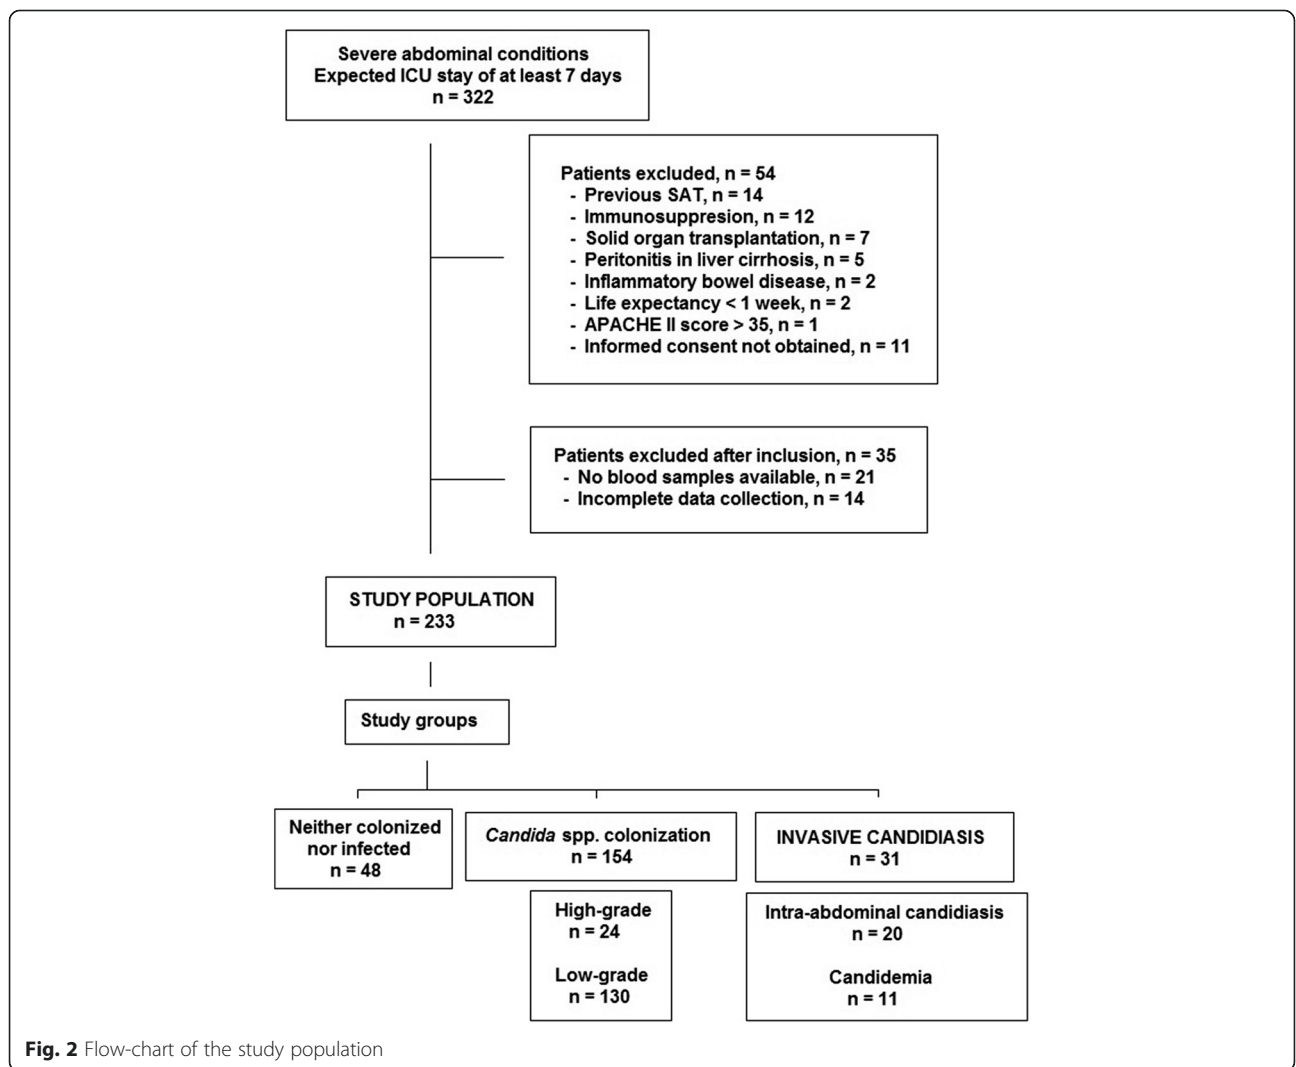 Severe abdominal conditions
Expected ICU stay of at least 7 days
n = 322
Patients excluded, n = 54
- Previous SAT, n = 14
- Immunosuppresion, n = 12
- Solid organ transplantation, n = 7
- Peritonitis in liver cirrhosis, n = 5
- Inflammatory bowel disease, n = 2
- Life expectancy < 1 week, n = 2
- APACHE II score > 35, n = 1
- Informed consent not obtained, n = 11
Patients excluded after inclusion, n = 35
- No blood samples available, n = 21
- Incomplete data collection, n = 14
STUDY POPULATION
n = 233
Study groups
Neither colonized
nor infected
n = 48
Candida spp. colonization
n = 154
High-grade
n = 24
Low-grade
n = 130
INVASIVE CANDIDIASIS
n = 31
Intra-abdominal candidiasis
n = 20
Candidemia
n = 11
Fig. 2 Flow-chart of the study population